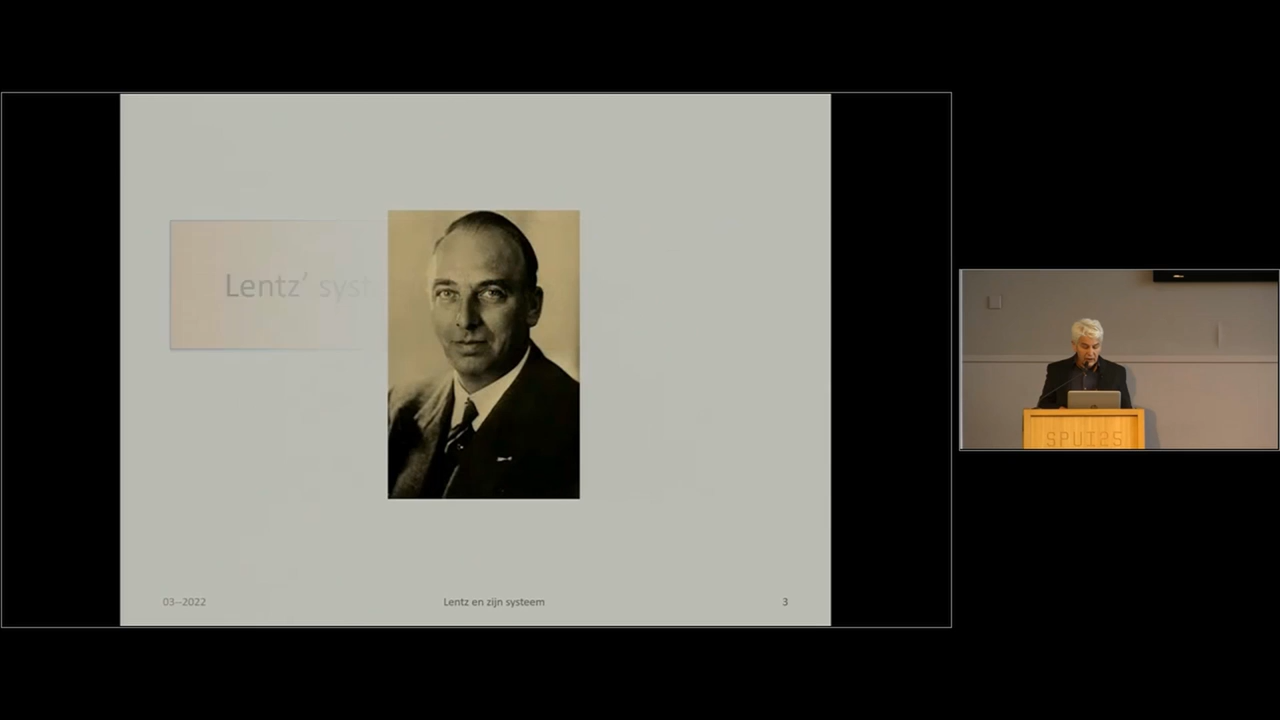 Lentz’ syst
03--2022
Lentz en zijn systeem
3
SPUI25